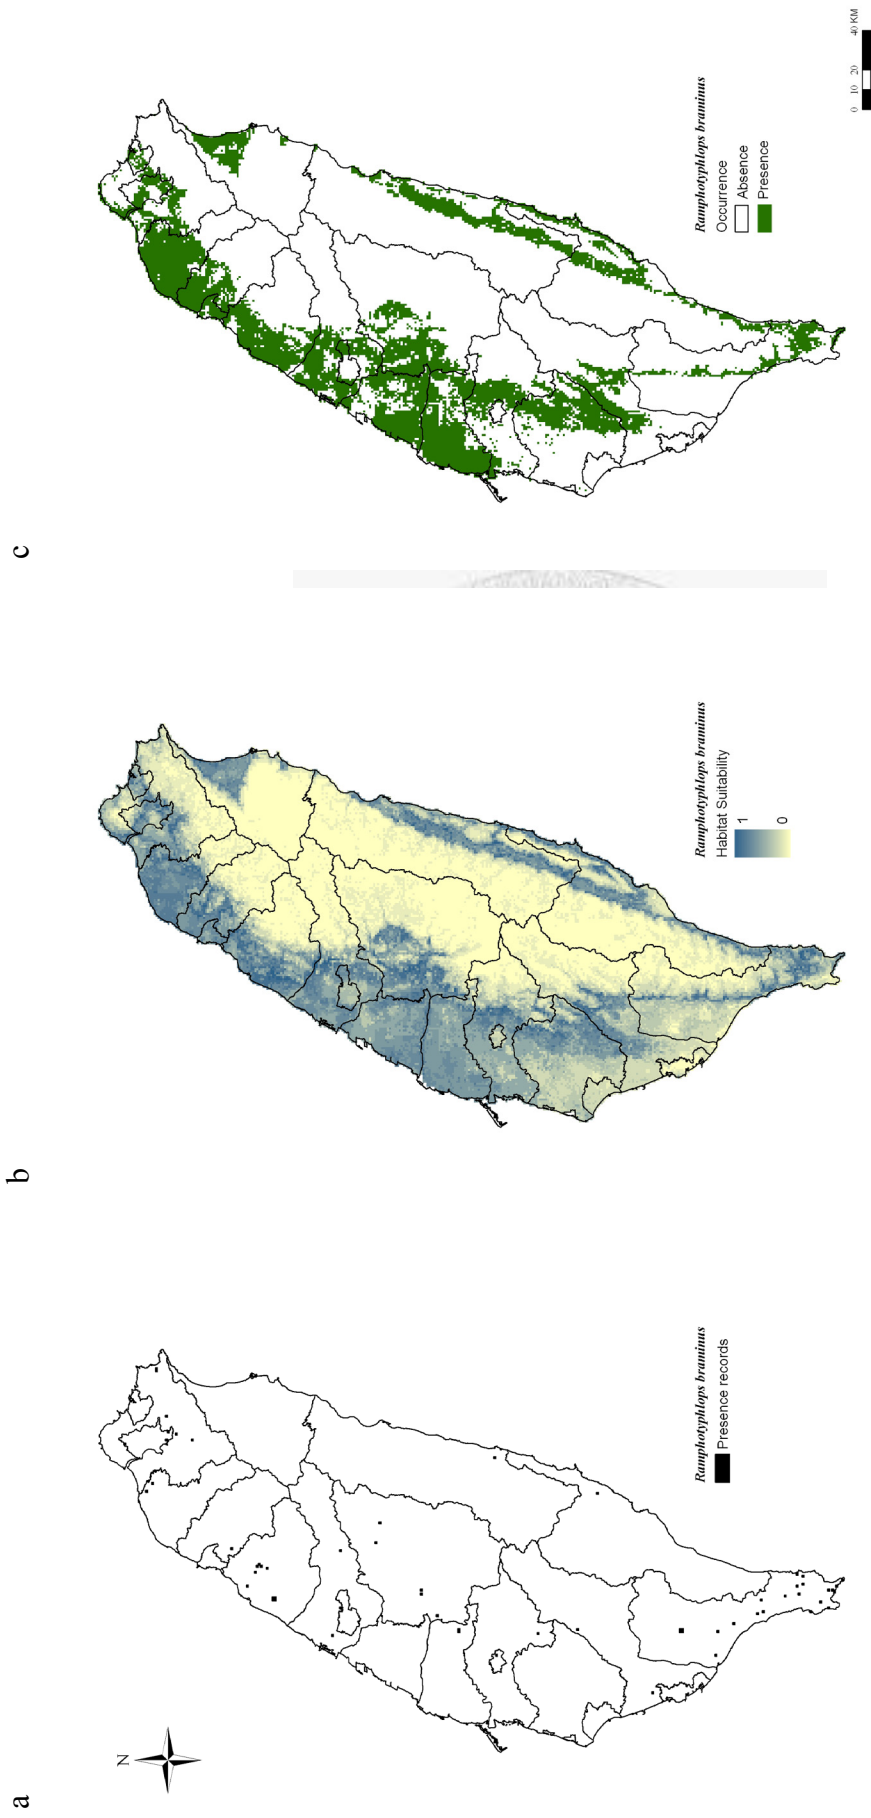 a
N
Ramphotyphlops braminus
Presence records
b
Ramphotyphlops braminus
Habitat Suitability
1
0
c
Ramphotyphlops braminus
Occurrence
Absence
Presence
0 10 20 40 KM